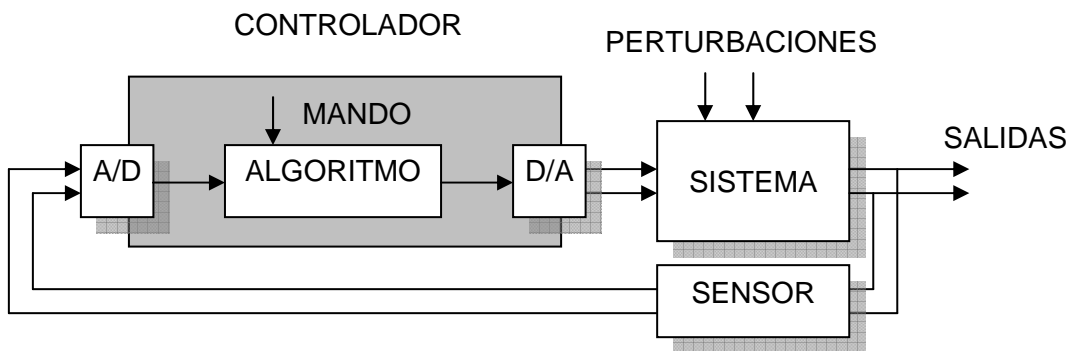 CONTROLADOR
PERTURBACIONES
MANDO
SALIDAS
A/D
ALGORITMO
D/A
SISTEMA
SENSOR